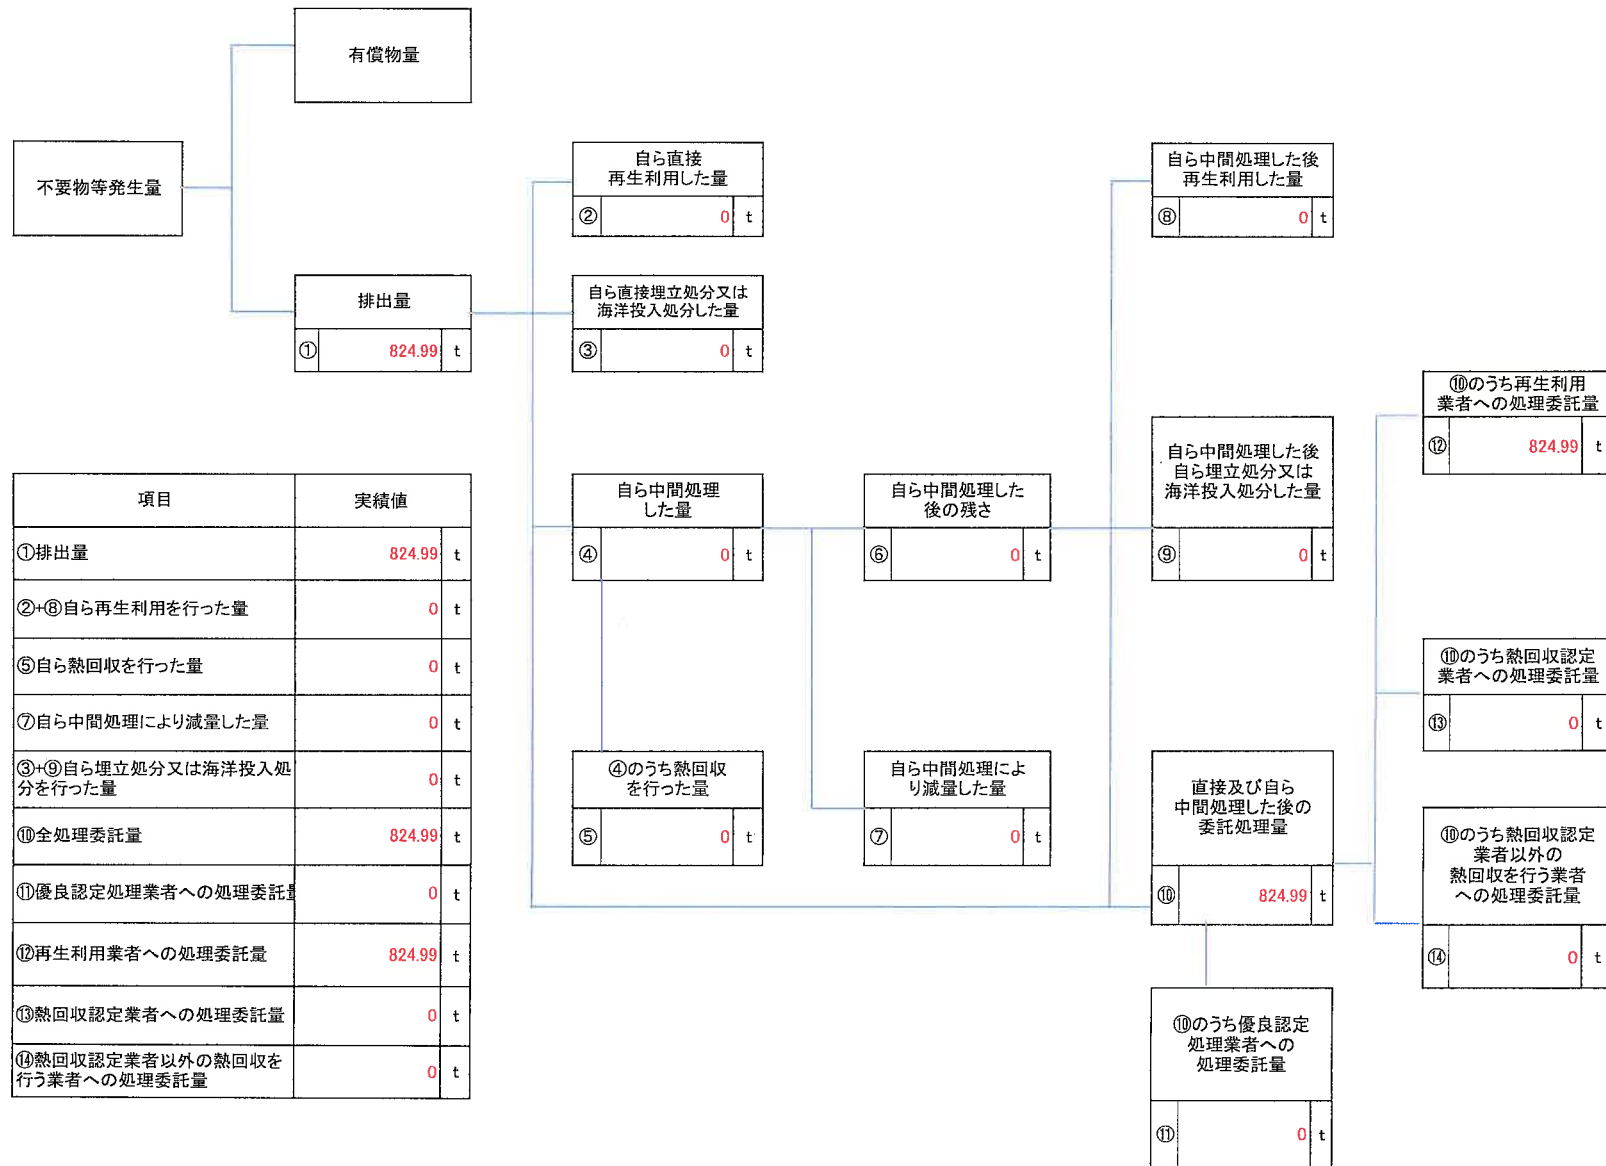 有償物量
不要物等発生量
自ら直接
再生利用した量
② 0 t
自ら中間処理した後
再生利用した量
⑧ 0 t
排出量
① 824.99 t
自ら直接埋立処分又は
海洋投入処分した量
③ 0 t
⑩のうち再生利用
業者への処理委託量
⑫ 824.99 t
自ら中間処理
した量
④ 0 t
自ら中間処理した
後の残さ
⑥ 0 t
自ら中間処理した後
自ら埋立処分又は
海洋投入処分した量
⑨ 0 t
⑩のうち熱回収認定
業者への処理委託量
⑬ 0 t
④のうち熱回収
を行った量
⑤ 0 t
自ら中間処理によ
り減量した量
⑦ 0 t
直接及び自ら
中間処理した後の
委託処理量
⑩ 824.99 t
⑩のうち熱回収認定
業者以外の
熱回収を行う業者
への処理委託量
⑭ 0 t
⑩のうち優良認定
処理業者への
処理委託量
⑪ 0 t
項目 実績値
①排出量 824.99 t
②+⑧自ら再生利用を行った量 0 t
⑤自ら熱回収を行った量 0 t
⑦自ら中間処理により減量した量 0 t
③+⑨自ら埋立処分又は海洋投入処
分を行った量 0 t
⑩全処理委託量 824.99 t
⑪優良認定処理業者への処理委託量 0 t
⑫再生利用業者への処理委託量 824.99 t
⑬熱回収認定業者への処理委託量 0 t
⑭熱回収認定業者以外の熱回収を
行う業者への処理委託量 0 t